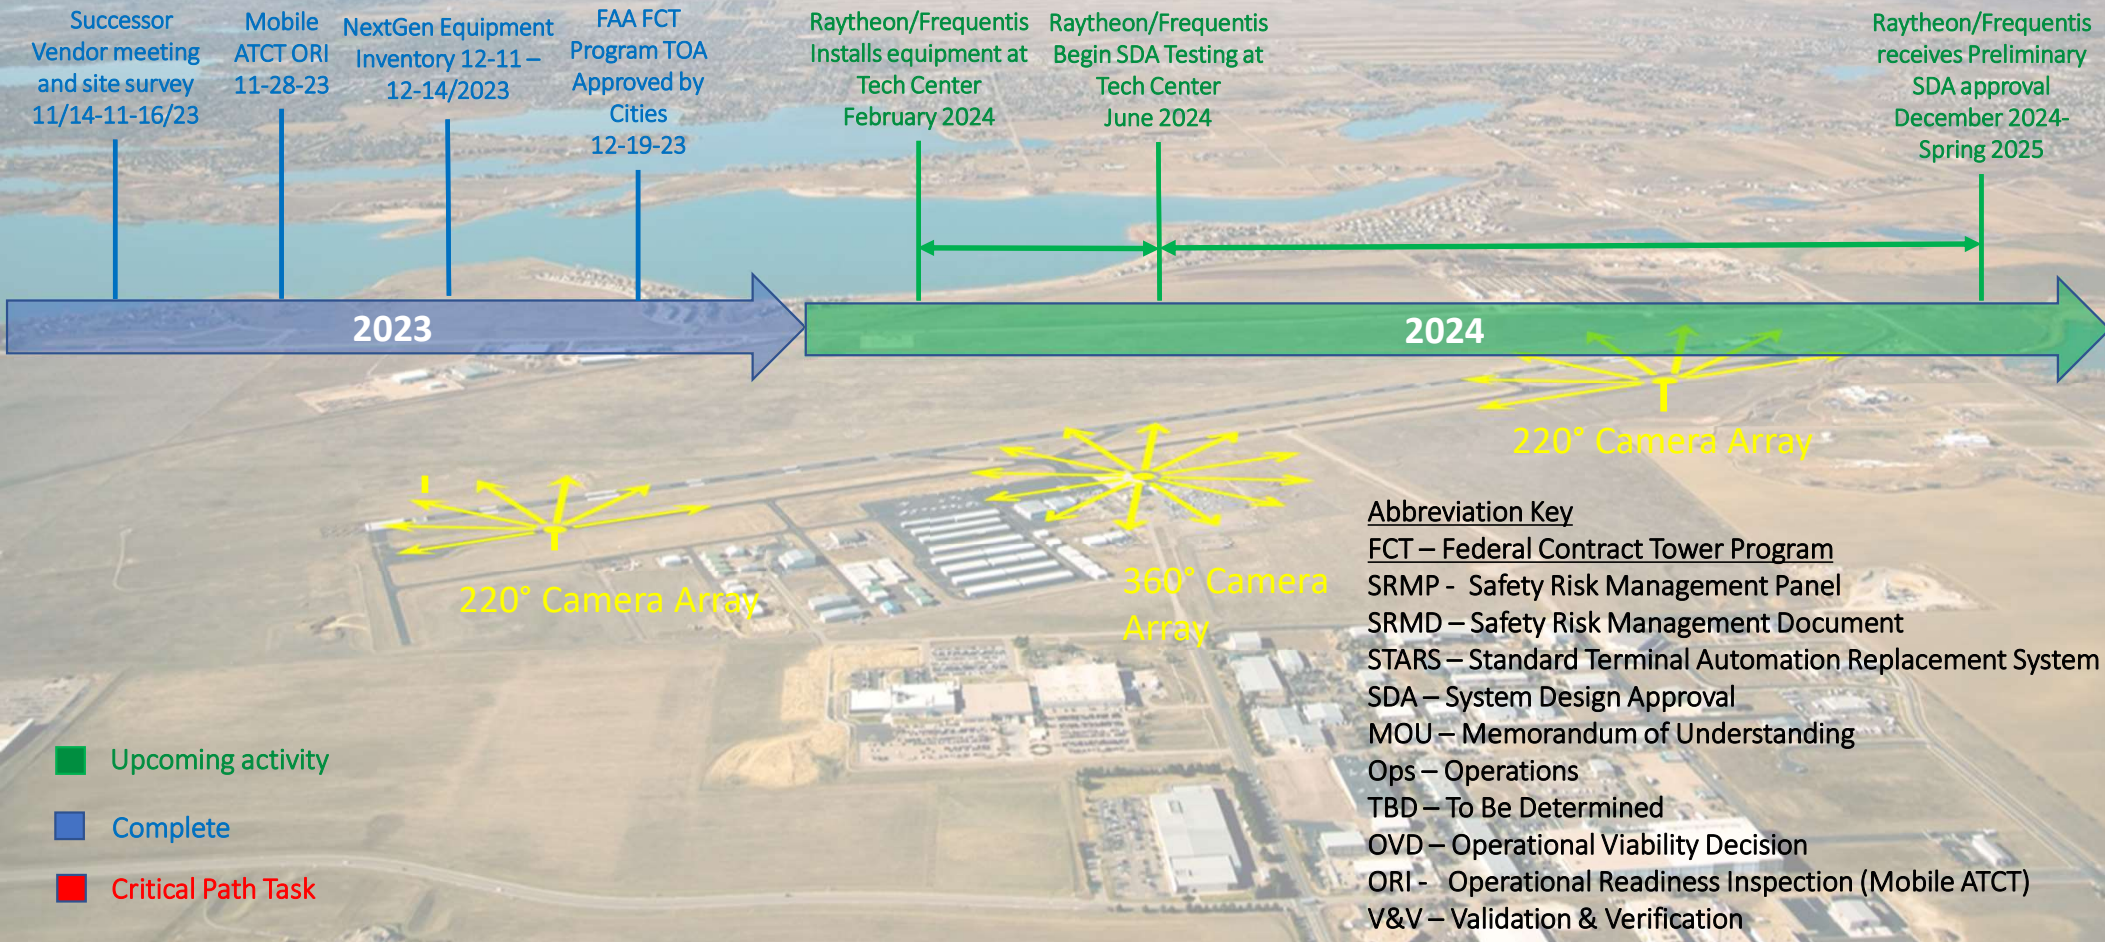 Successor
Vendor meeting
and site survey
11/14-11-16/23
Mobile
ATCT ORI
11-28-23
NextGen Equipment
Inventory 12-11 –
12-14/2023
FAA FCT
Program TOA
Approved by
Cities
12-19-23
Raytheon/Frequentis
Installs equipment at
Tech Center
February 2024
Raytheon/Frequentis
Begin SDA Testing at
Tech Center
June 2024
Raytheon/Frequentis
receives Preliminary
SDA approval
December 2024-
Spring 2025
2023
2024
220° Camera Array
360° Camera
Array
220° Camera Array
Upcoming activity
Complete
Critical Path Task
Abbreviation Key
FCT – Federal Contract Tower Program
SRMP - Safety Risk Management Panel
SRMD – Safety Risk Management Document
STARS – Standard Terminal Automation Replacement System
SDA – System Design Approval
MOU – Memorandum of Understanding
Ops – Operations
TBD – To Be Determined
OVD – Operational Viability Decision
ORI - Operational Readiness Inspection (Mobile ATCT)
V&V – Validation & Verification